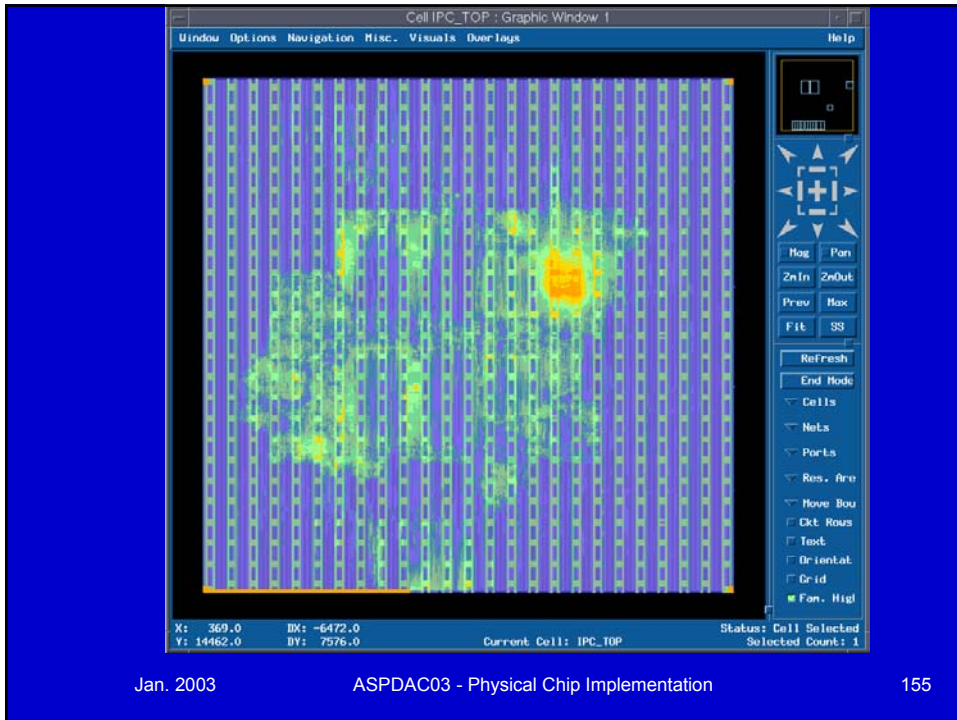 Cell IPC_TOP : Graphic Window 1
Window Options Navigation Misc. Visuals Overlays Help
Mag Pan
ZmIn ZmOut
Prev Max
Fit SS
Refresh
End Mode
Cells
Nets
Ports
Res. Are
Move Bou
Ckt Rows
Text
Orientat
Grid
Fan. Higl
X: 369.0 DX: -6472.0 Status: Cell Selected
Y: 14462.0 DY: 7576.0 Current Cell: IPC_TOP Selected Count: 1
Jan. 2003 ASPDAC03 - Physical Chip Implementation 155